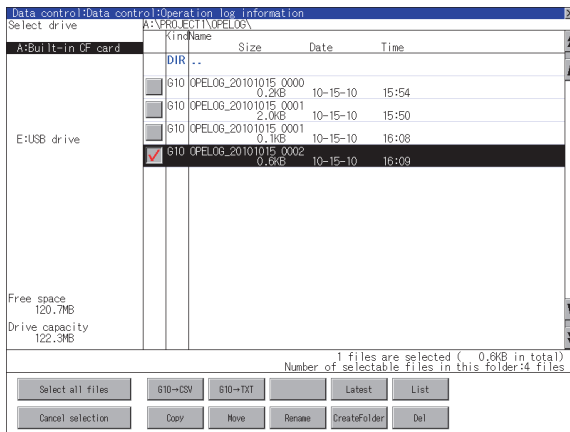 Data control:Data control:Operation log information
Select drive A:\PROJECT1\OPELOG\
Kind Name
Size Date Time
A:Built-in CF card
DIR ..
G10 OPELOG_20101015_0000
0.2KB 10-15-10 15:54
G10 OPELOG_20101015_0001
2.0KB 10-15-10 15:50
G10 OPELOG_20101015_0001
0.1KB 10-15-10 16:08
E:USB drive
G10 OPELOG_20101015_0002
0.6KB 10-15-10 16:09
Free space
120.7MB
Drive capacity
122.3MB
1 files are selected ( 0.6KB in total)
Number of selectable files in this folder:4 files
Select all files G10→CSV G10→TXT Latest List
Cancel selection Copy Move Rename CreateFolder Del